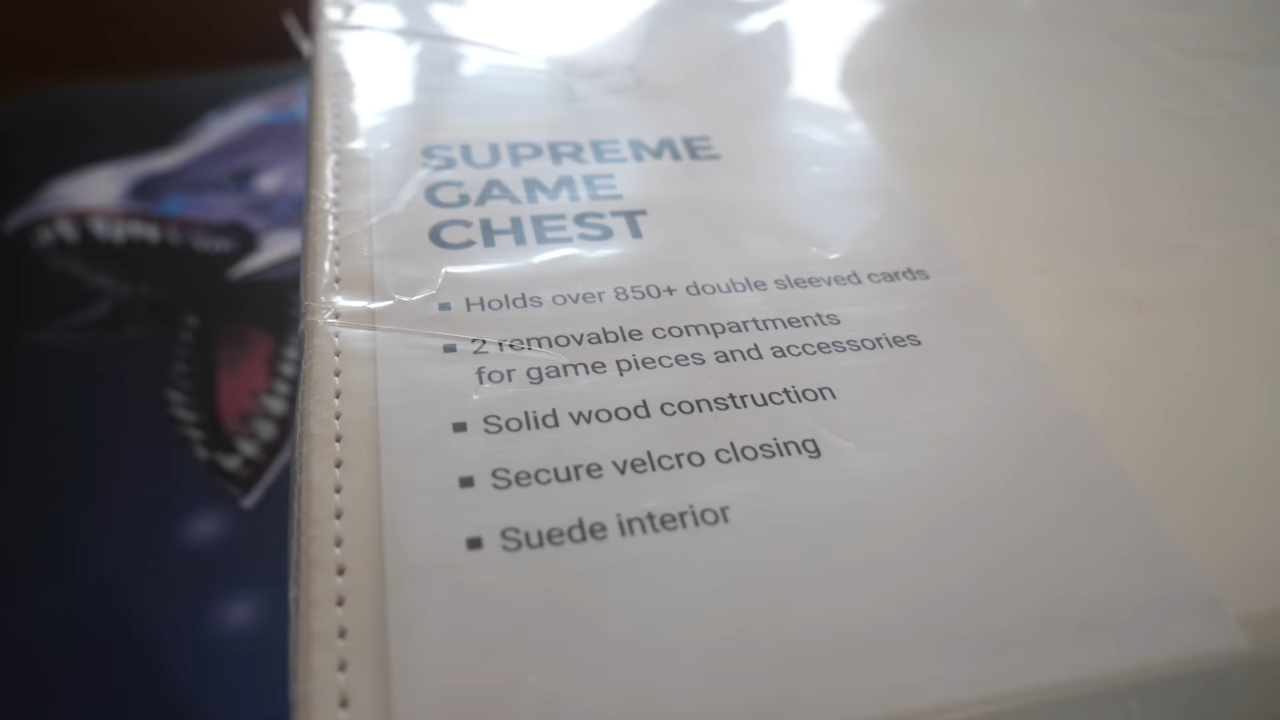 SUPREME
GAME
CHEST
▪ Holds over 850+ double sleeved cards
▪ 2 removable compartments
for game pieces and accessories
▪ Solid wood construction
▪ Secure velcro closing
▪ Suede interior